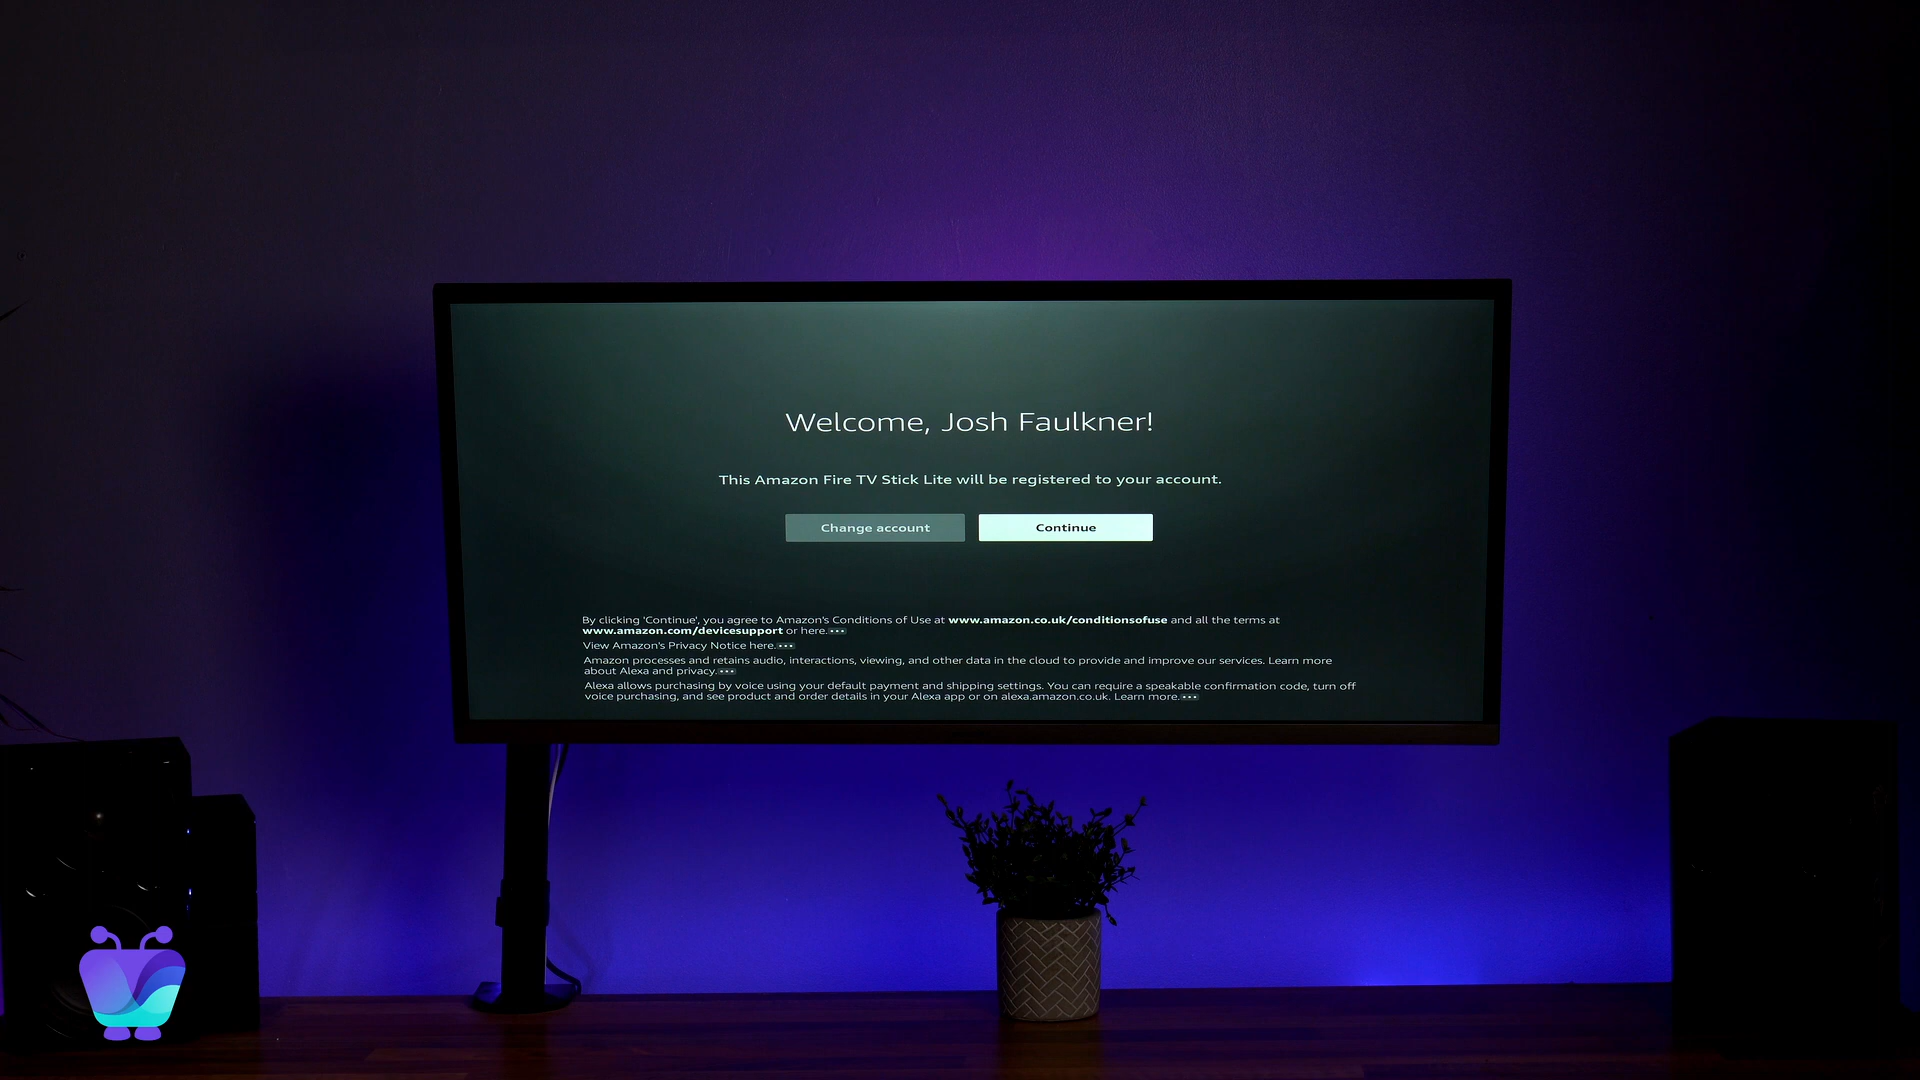 Welcome, Josh Faulkner!
This Amazon Fire TV Stick Lite will be registered to your account.
Change account
Continue
By clicking 'Continue', you agree to Amazon's Conditions of Use at www.amazon.co.uk/conditionsofuse and all the terms at
www.amazon.com/devicesupport or here.
View Amazon's Privacy Notice here.
Amazon processes and retains audio, interactions, viewing, and other data in the cloud to provide and improve our services. Learn more
about Alexa and privacy.
Alexa allows purchasing by voice using your default payment and shipping settings. You can require a speakable confirmation code, turn off
voice purchasing, and see product and order details in your Alexa app or on alexa.amazon.co.uk. Learn more.